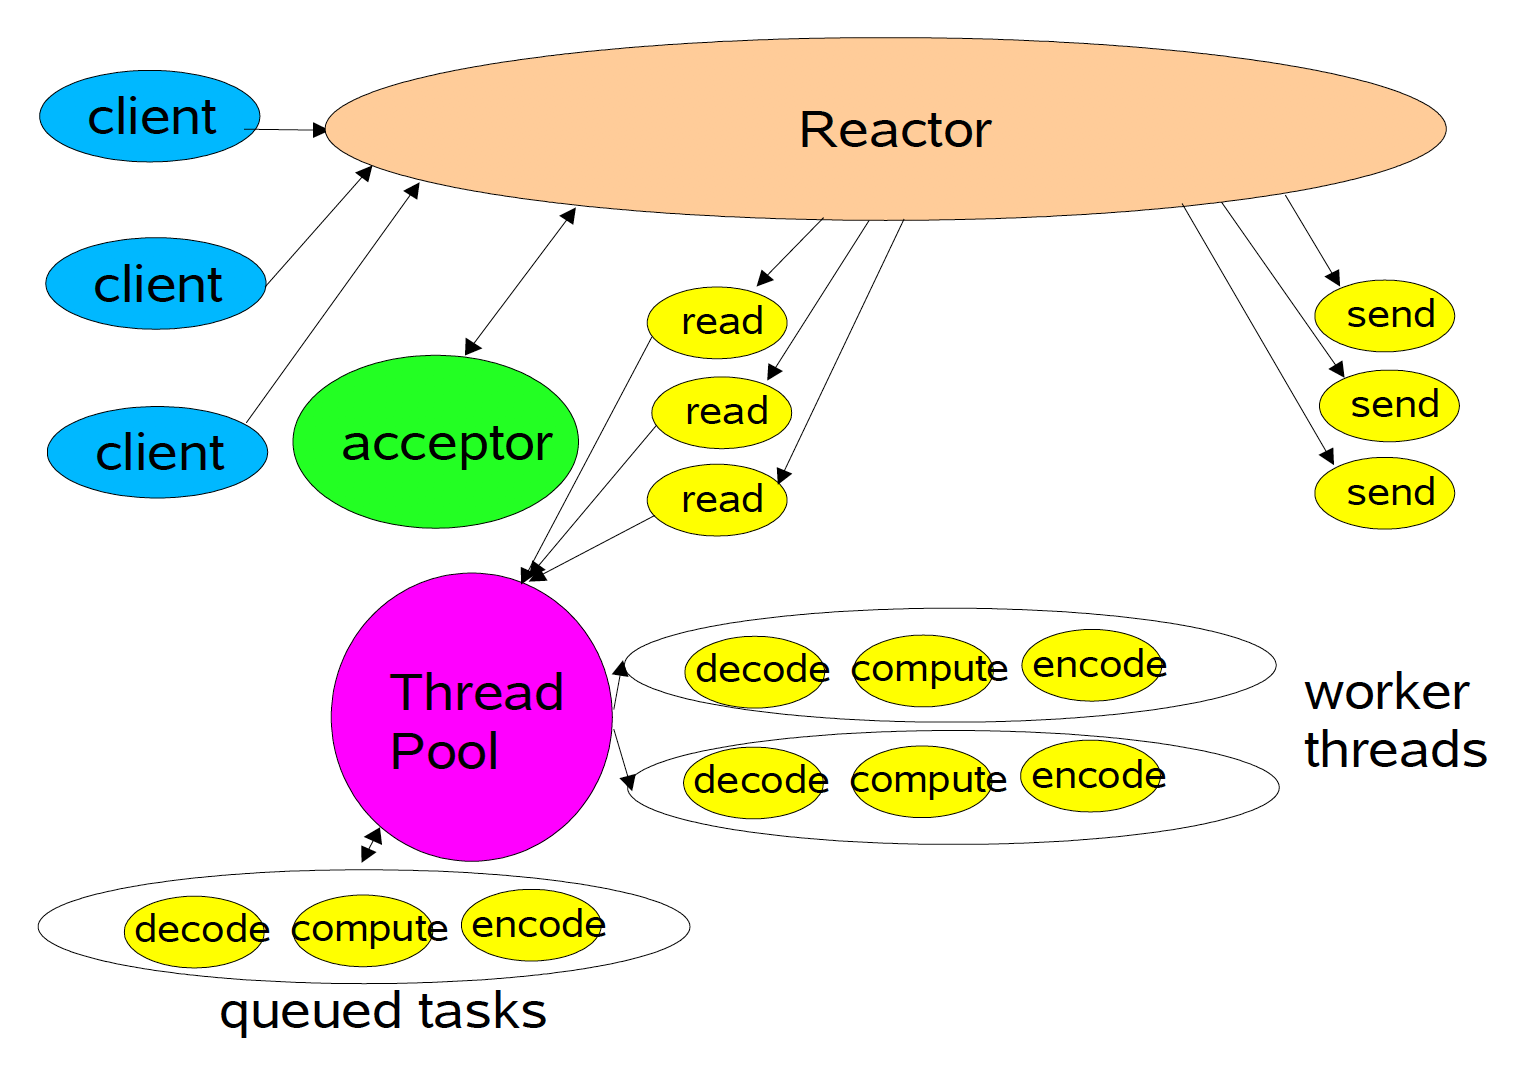 client
Reactor
client
client
acceptor
read
read
read
send
send
send
Thread
Pool
decode compute encode
decode compute encode
worker
threads
decode compute encode
queued tasks